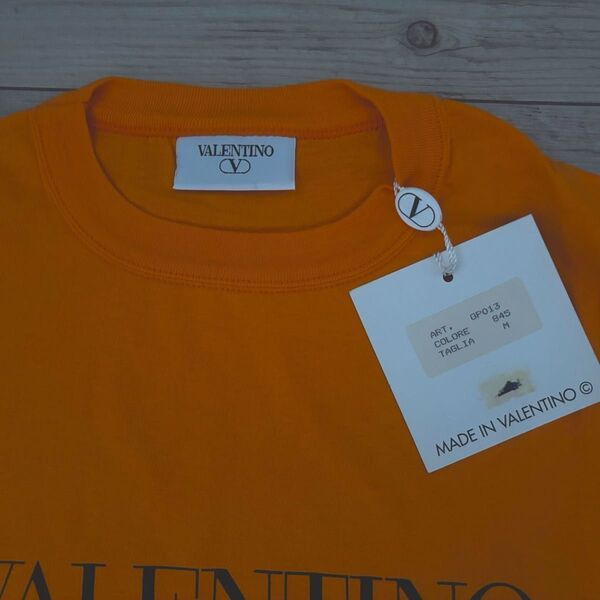 VALENTINO
V
V
ART. GP013
COLORE 845
TAGLIA M
MADE IN VALENTINO ©
VALENTINO